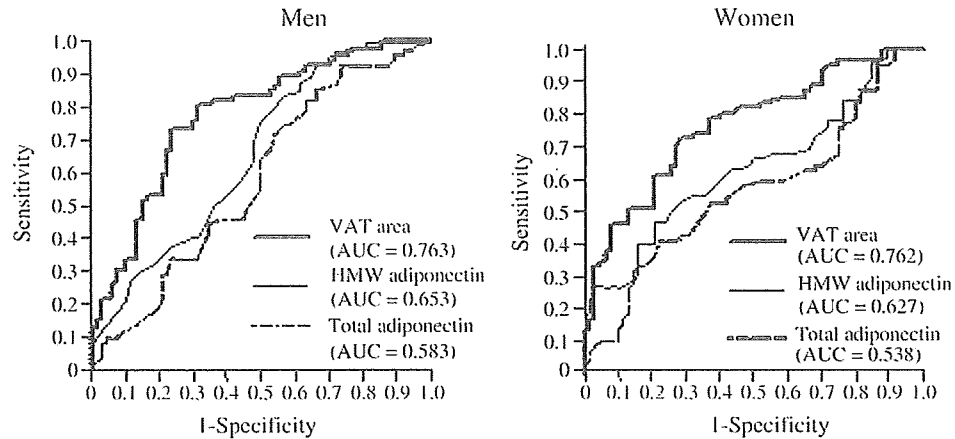 Men
1.0
0.9
0.8
0.7
0.6
0.5
0.4
0.3
0.2
0.1
0
Sensitivity
VAT area
(AUC = 0.763)
HMW adiponectin
(AUC = 0.653)
Total adiponectin
(AUC = 0.583)
0 0.1 0.2 0.3 0.4 0.5 0.6 0.7 0.8 0.9 1.0
1-Specificity
Women
1.0
0.9
0.8
0.7
0.6
0.5
0.4
0.3
0.2
0.1
0
Sensitivity
VAT area
(AUC = 0.762)
HMW adiponectin
(AUC = 0.627)
Total adiponectin
(AUC = 0.538)
0 0.1 0.2 0.3 0.4 0.5 0.6 0.7 0.8 0.9 1.0
1-Specificity